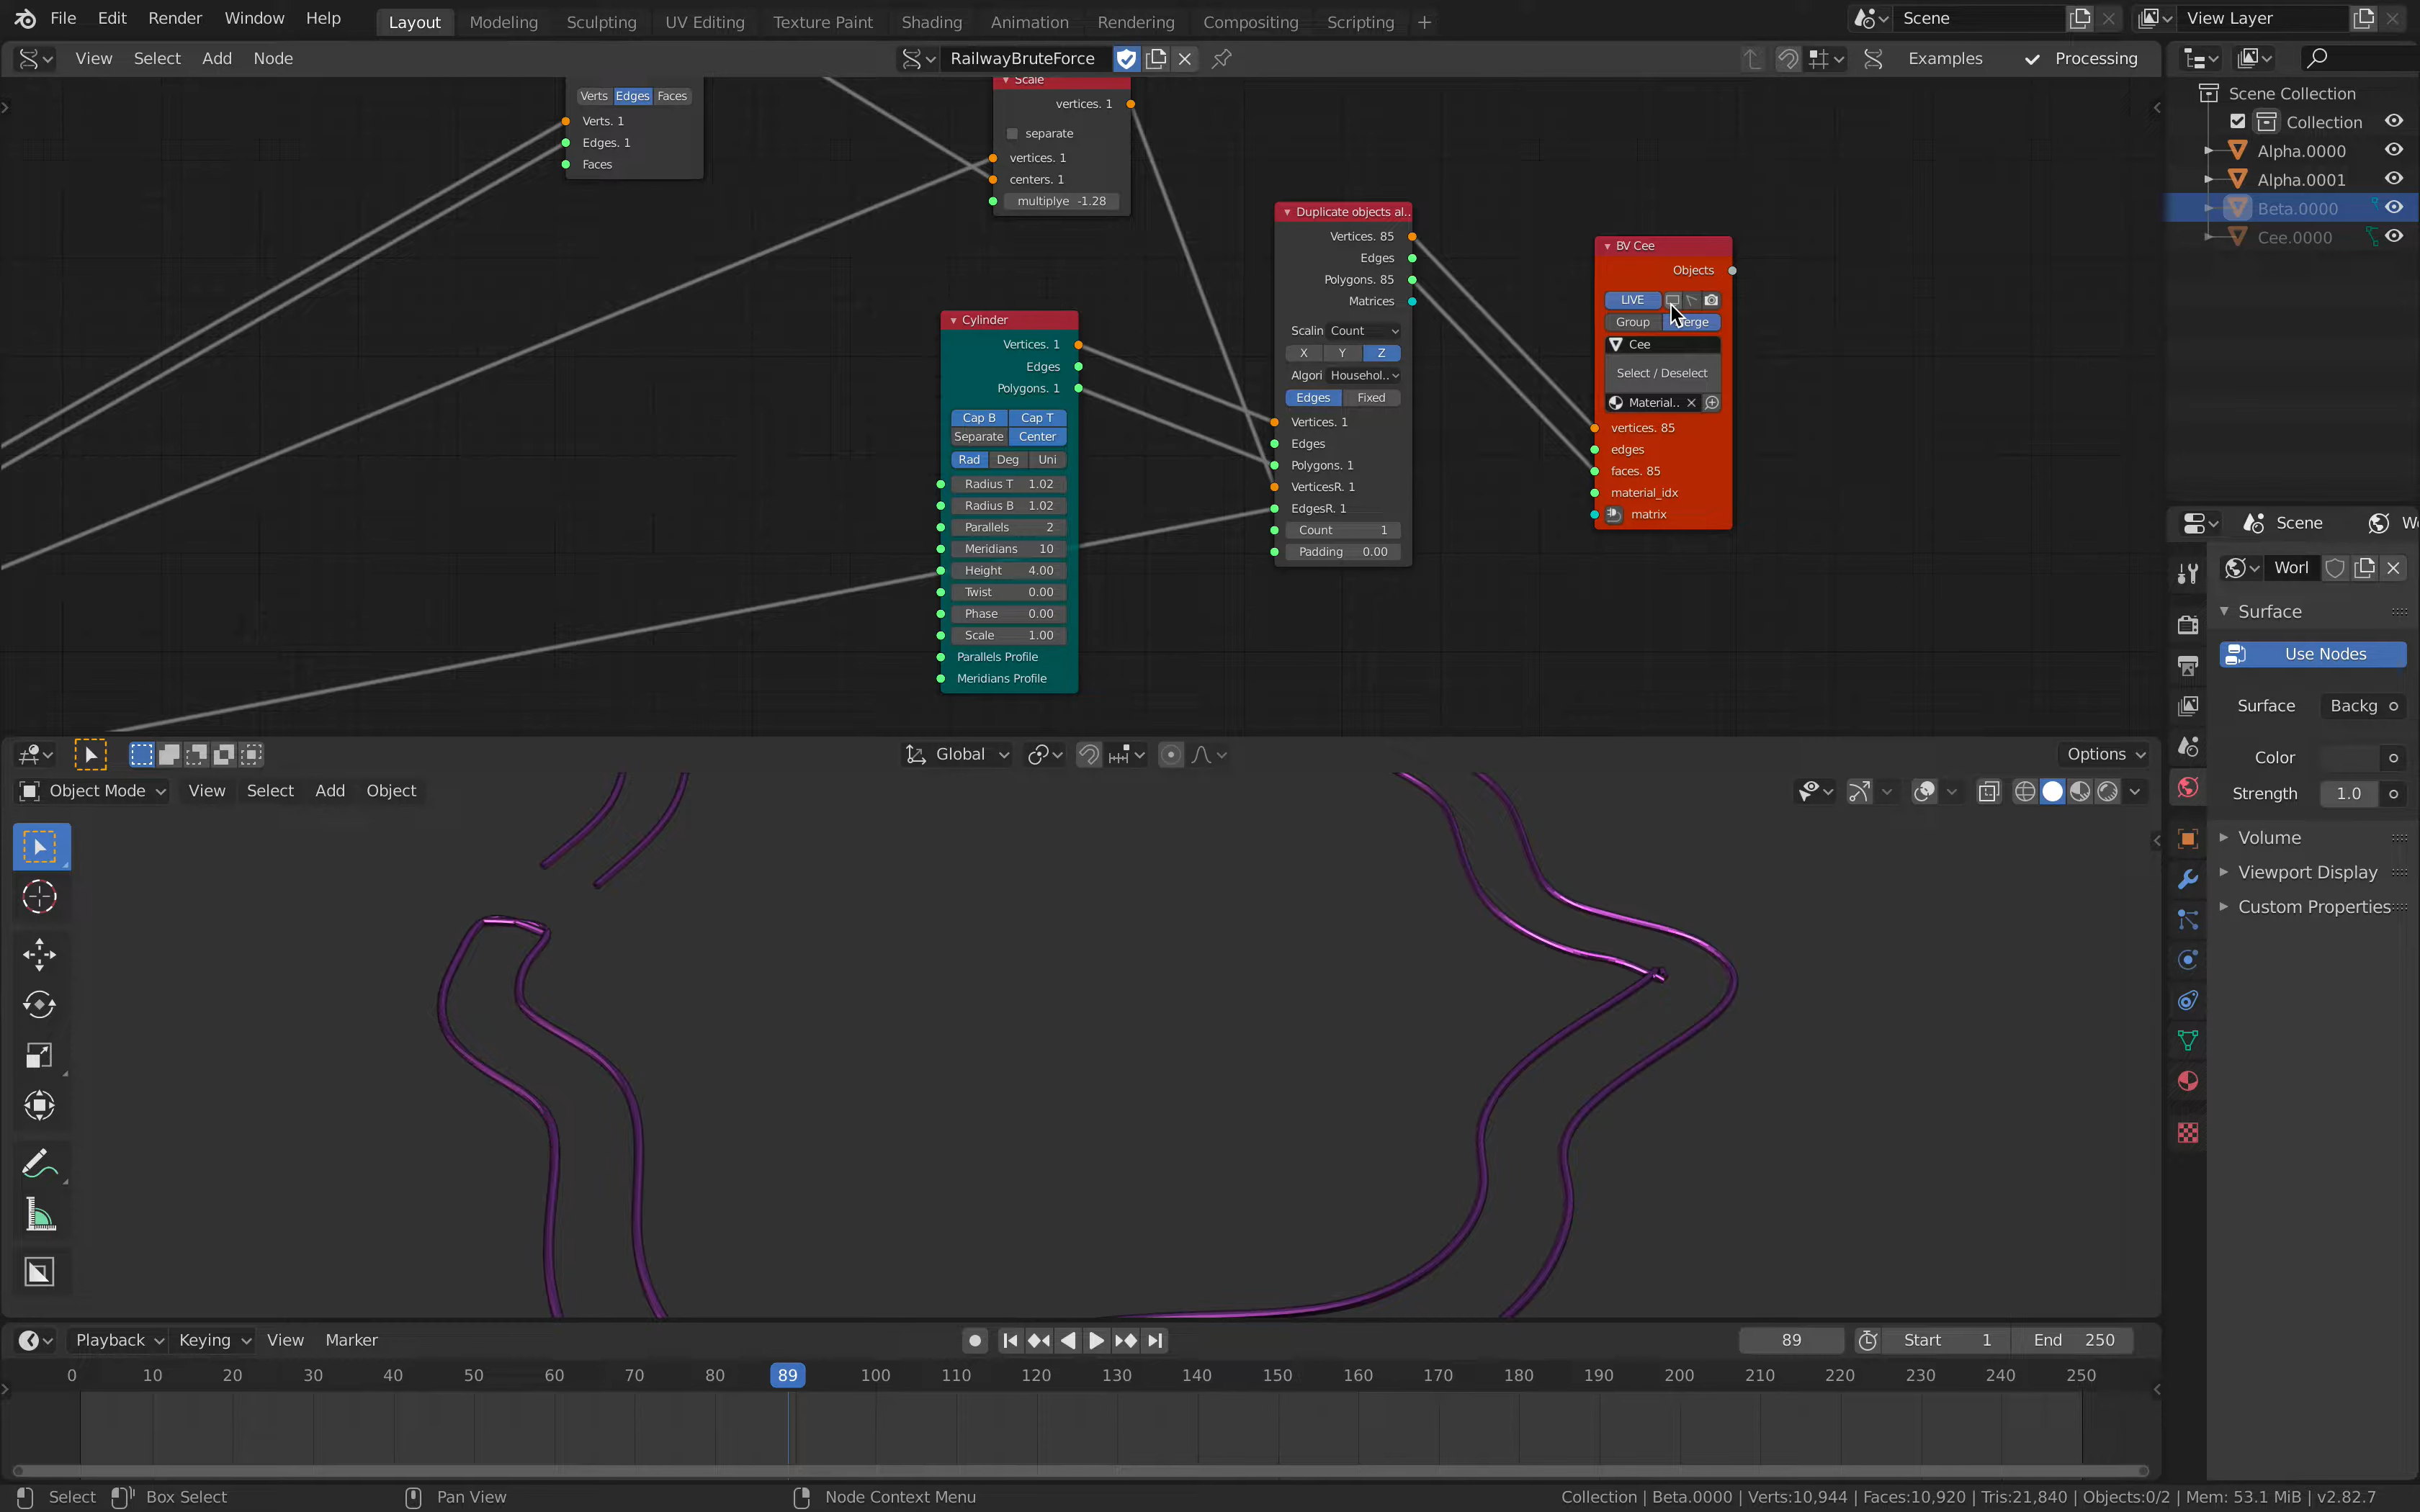 File Edit Render Window Help Layout Modeling Sculpting UV Editing Texture Paint Shading Animation Rendering Compositing Scripting + Scene View Layer
View Select Add Node RailwayBruteForce Examples Processing
Scene Collection
Collection
Alpha.0000
Alpha.0001
Beta.0000
Cee.0000
Verts Edges Faces
Verts. 1
Edges. 1
Faces
Scale
vertices. 1
separate
vertices. 1
centers. 1
multiplye -1.28
Cylinder
Vertices. 1
Edges
Polygons. 1
Cap B Cap T
Separate Center
Rad Deg Uni
Radius T 1.02
Radius B 1.02
Parallels 2
Meridians 10
Height 4.00
Twist 0.00
Phase 0.00
Scale 1.00
Parallels Profile
Meridians Profile
Duplicate objects al..
Vertices. 85
Edges
Polygons. 85
Matrices
Scalin Count
X Y Z
Algori Househol..
Edges Fixed
Vertices. 1
Edges
Polygons. 1
VerticesR. 1
EdgesR. 1
Count 1
Padding 0.00
BV Cee
Objects
LIVE
Group
Cee
Select / Deselect
Material..
vertices. 85
edges
faces. 85
material_idx
matrix
Scene
Worl
Surface
Use Nodes
Surface Backg
Color
Strength 1.0
Volume
Viewport Display
Custom Properties
Global Options
Object Mode View Select Add Object
Playback Keying View Marker 89 Start 1 End 250
0 10 20 30 40 50 60 70 80 89 100 110 120 130 140 150 160 170 180 190 200 210 220 230 240 250
Select Box Select Pan View Node Context Menu Collection | Beta.0000 | Verts:10,944 | Faces:10,920 | Tris:21,840 | Objects:0/2 | Mem: 53.1 MiB | v2.82.7